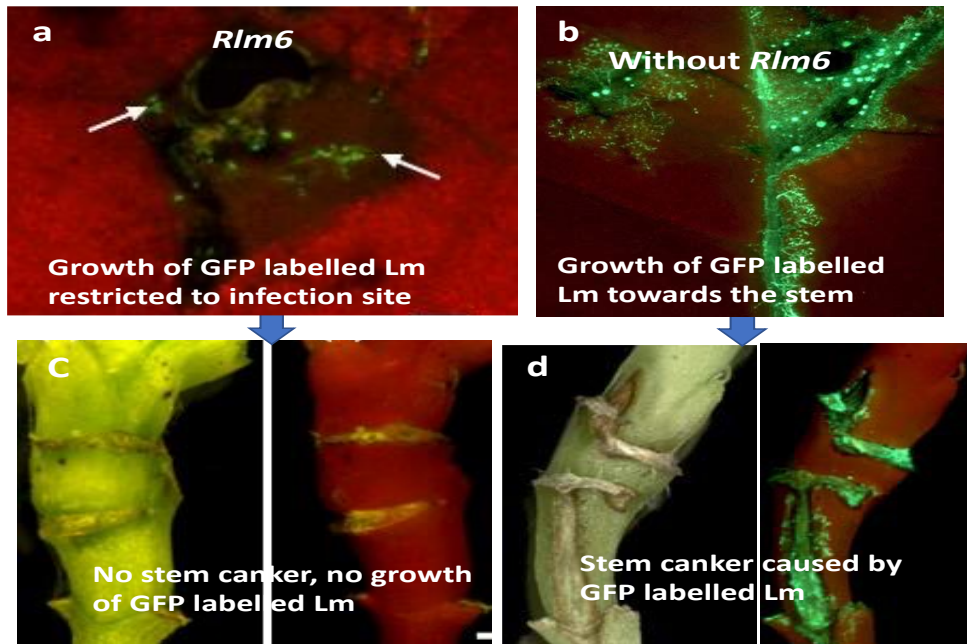 a
Rlm6
Growth of GFP labelled Lm
restricted to infection site
b
Without Rlm6
Growth of GFP labelled
Lm towards the stem
C
No stem canker, no growth
of GFP labelled Lm
d
Stem canker caused by
GFP labelled Lm